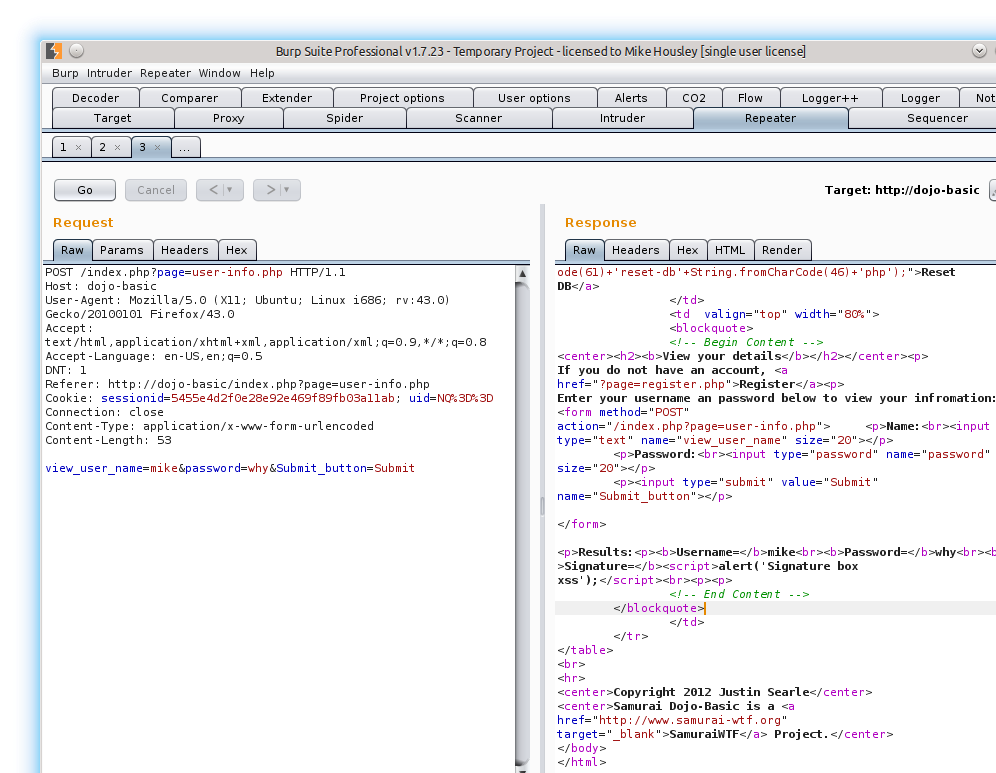 Burp Suite Professional v1.7.23 - Temporary Project - licensed to Mike Housley [single user license]
Burp Intruder Repeater Window Help
Decoder Comparer Extender Project options User options Alerts CO2 Flow Logger++ Logger Not
Target Proxy Spider Scanner Intruder Repeater Sequencer
1 × 2 × 3 × ...
Go Cancel < ▼ > ▼ Target: http://dojo-basic
Request
Raw Params Headers Hex
POST /index.php?page=user-info.php HTTP/1.1
Host: dojo-basic
User-Agent: Mozilla/5.0 (X11; Ubuntu; Linux i686; rv:43.0)
Gecko/20100101 Firefox/43.0
Accept:
text/html,application/xhtml+xml,application/xml;q=0.9,*/*;q=0.8
Accept-Language: en-US,en;q=0.5
DNT: 1
Referer: http://dojo-basic/index.php?page=user-info.php
Cookie: sessionid=5455e4d2f0e28e92e469f89fb03a11ab; uid=NQ%3D%3D
Connection: close
Content-Type: application/x-www-form-urlencoded
Content-Length: 53
view_user_name=mike&password=why&Submit_button=Submit
Response
Raw Headers Hex HTML Render
ode(61)+'reset-db'+String.fromCharCode(46)+'php');">Reset
DB</a>
</td>
<td  valign="top" width="80%">
<blockquote>
<!-- Begin Content -->
<center><h2><b>View your details</b></h2></center><p>
If you do not have an account, <a
href="?page=register.php">Register</a><p>
Enter your username an password below to view your infromation:
<form method="POST"
action="/index.php?page=user-info.php"> <p>Name:<br><input
type="text" name="view_user_name" size="20"></p>
<p>Password:<br><input type="password" name="password"
size="20"></p>
<p><input type="submit" value="Submit"
name="Submit_button"></p>
</form>
<p>Results:<p><b>Username=</b>mike<br><b>Password=</b>why<br><b
>Signature=</b><script>alert('Signature box
xss');</script><br><p><p>
<!-- End Content -->
</blockquote>
</td>
</tr>
</table>
<br>
<hr>
<center>Copyright 2012 Justin Searle</center>
<center>Samurai Dojo-Basic is a <a
href="http://www.samurai-wtf.org"
target="_blank">SamuraiWTF</a> Project.</center>
</body>
</html>